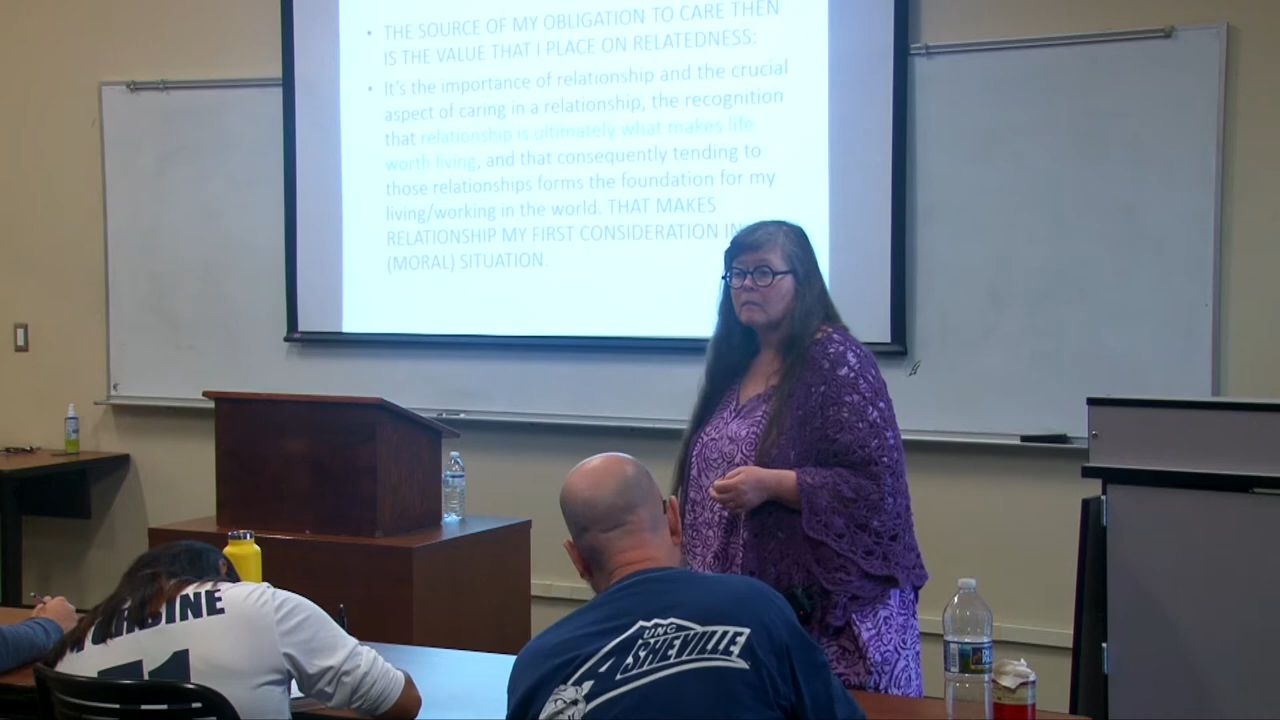 • THE SOURCE OF MY OBLIGATION TO CARE THEN
IS THE VALUE THAT I PLACE ON RELATEDNESS:
• It's the importance of relationship and the crucial
aspect of caring in a relationship, the recognition
that relationship is ultimately what makes life
worth living, and that consequently tending to
those relationships forms the foundation for my
living/working in the world. THAT MAKES
RELATIONSHIP MY FIRST CONSIDERATION IN
(MORAL) SITUATION.
11
UNC
ASHEVILLE